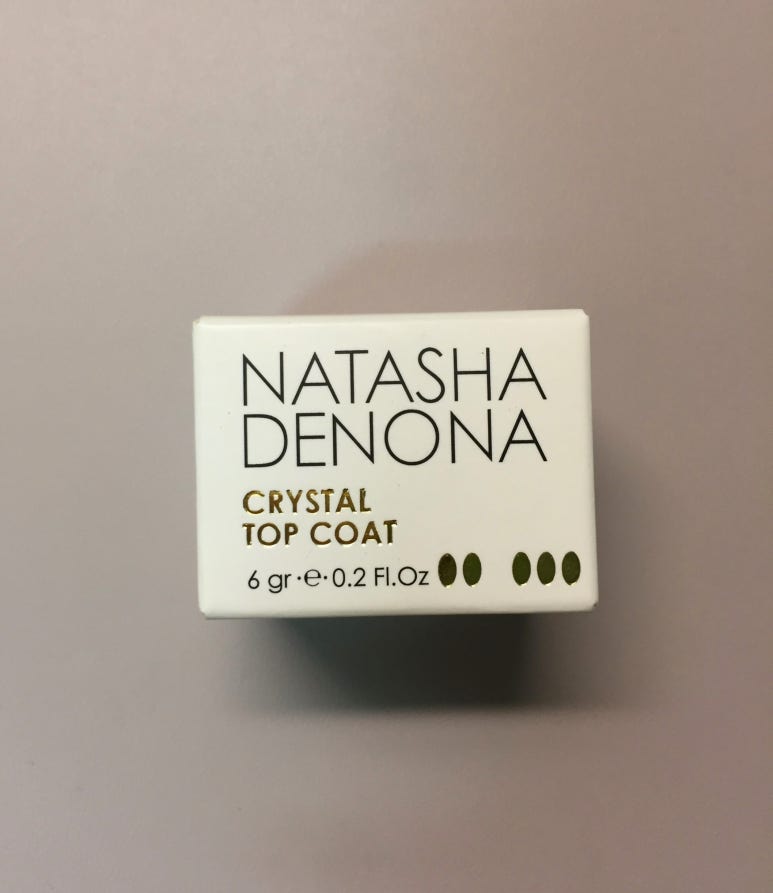 NATASHA
DENONA
CRYSTAL
TOP COAT
6 gr ·℮· 0.2 Fl.Oz